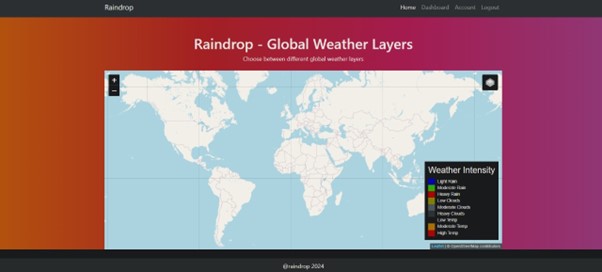 Raindrop
Home Dashboard Account Logout
Raindrop - Global Weather Layers
Choose between different global weather layers
+
−
Weather Intensity
Light Rain
Moderate Rain
Heavy Rain
Low Clouds
Moderate Clouds
Heavy Clouds
Low Temp
Moderate Temp
High Temp
Leaflet | © OpenStreetMap contributors
@raindrop 2024